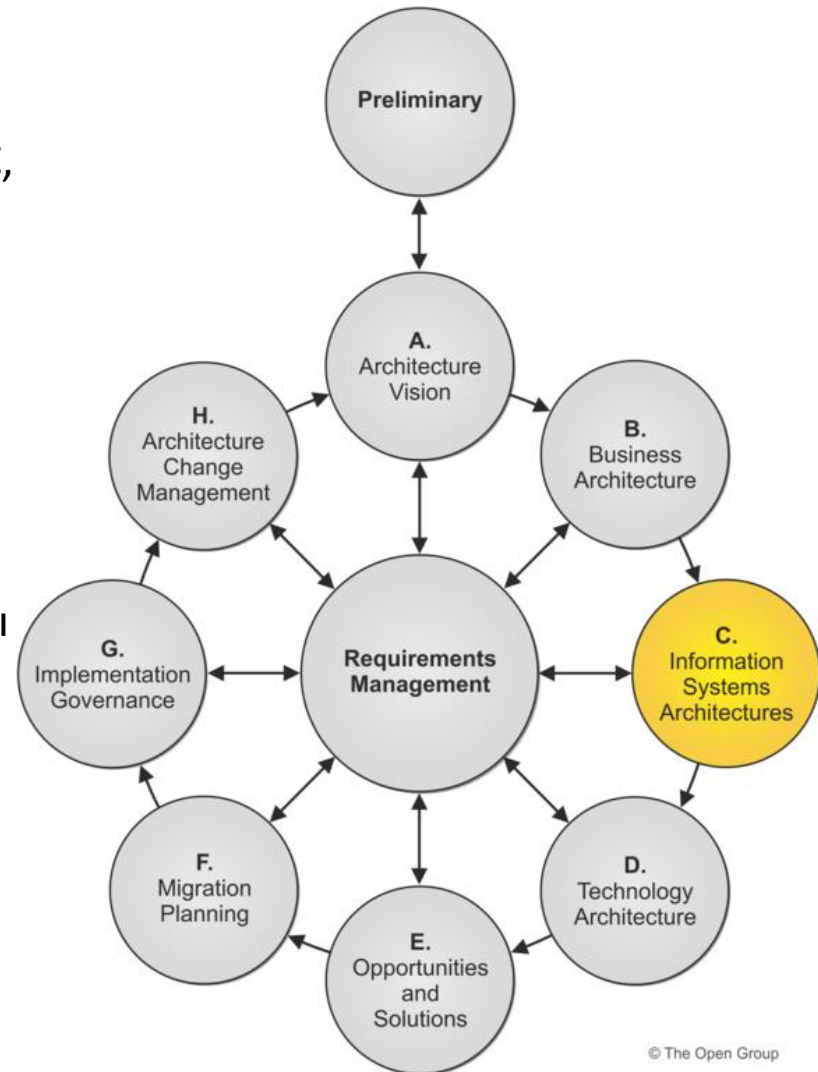 Preliminary
,
A.
Architecture
Vision
B.
Business
Architecture
H.
Architecture
Change
Management
Requirements
Management
C.
Information
Systems
Architectures
G.
Implementation
Governance
D.
Technology
Architecture
F.
Migration
Planning
E.
Opportunities
and
Solutions
© The Open Group